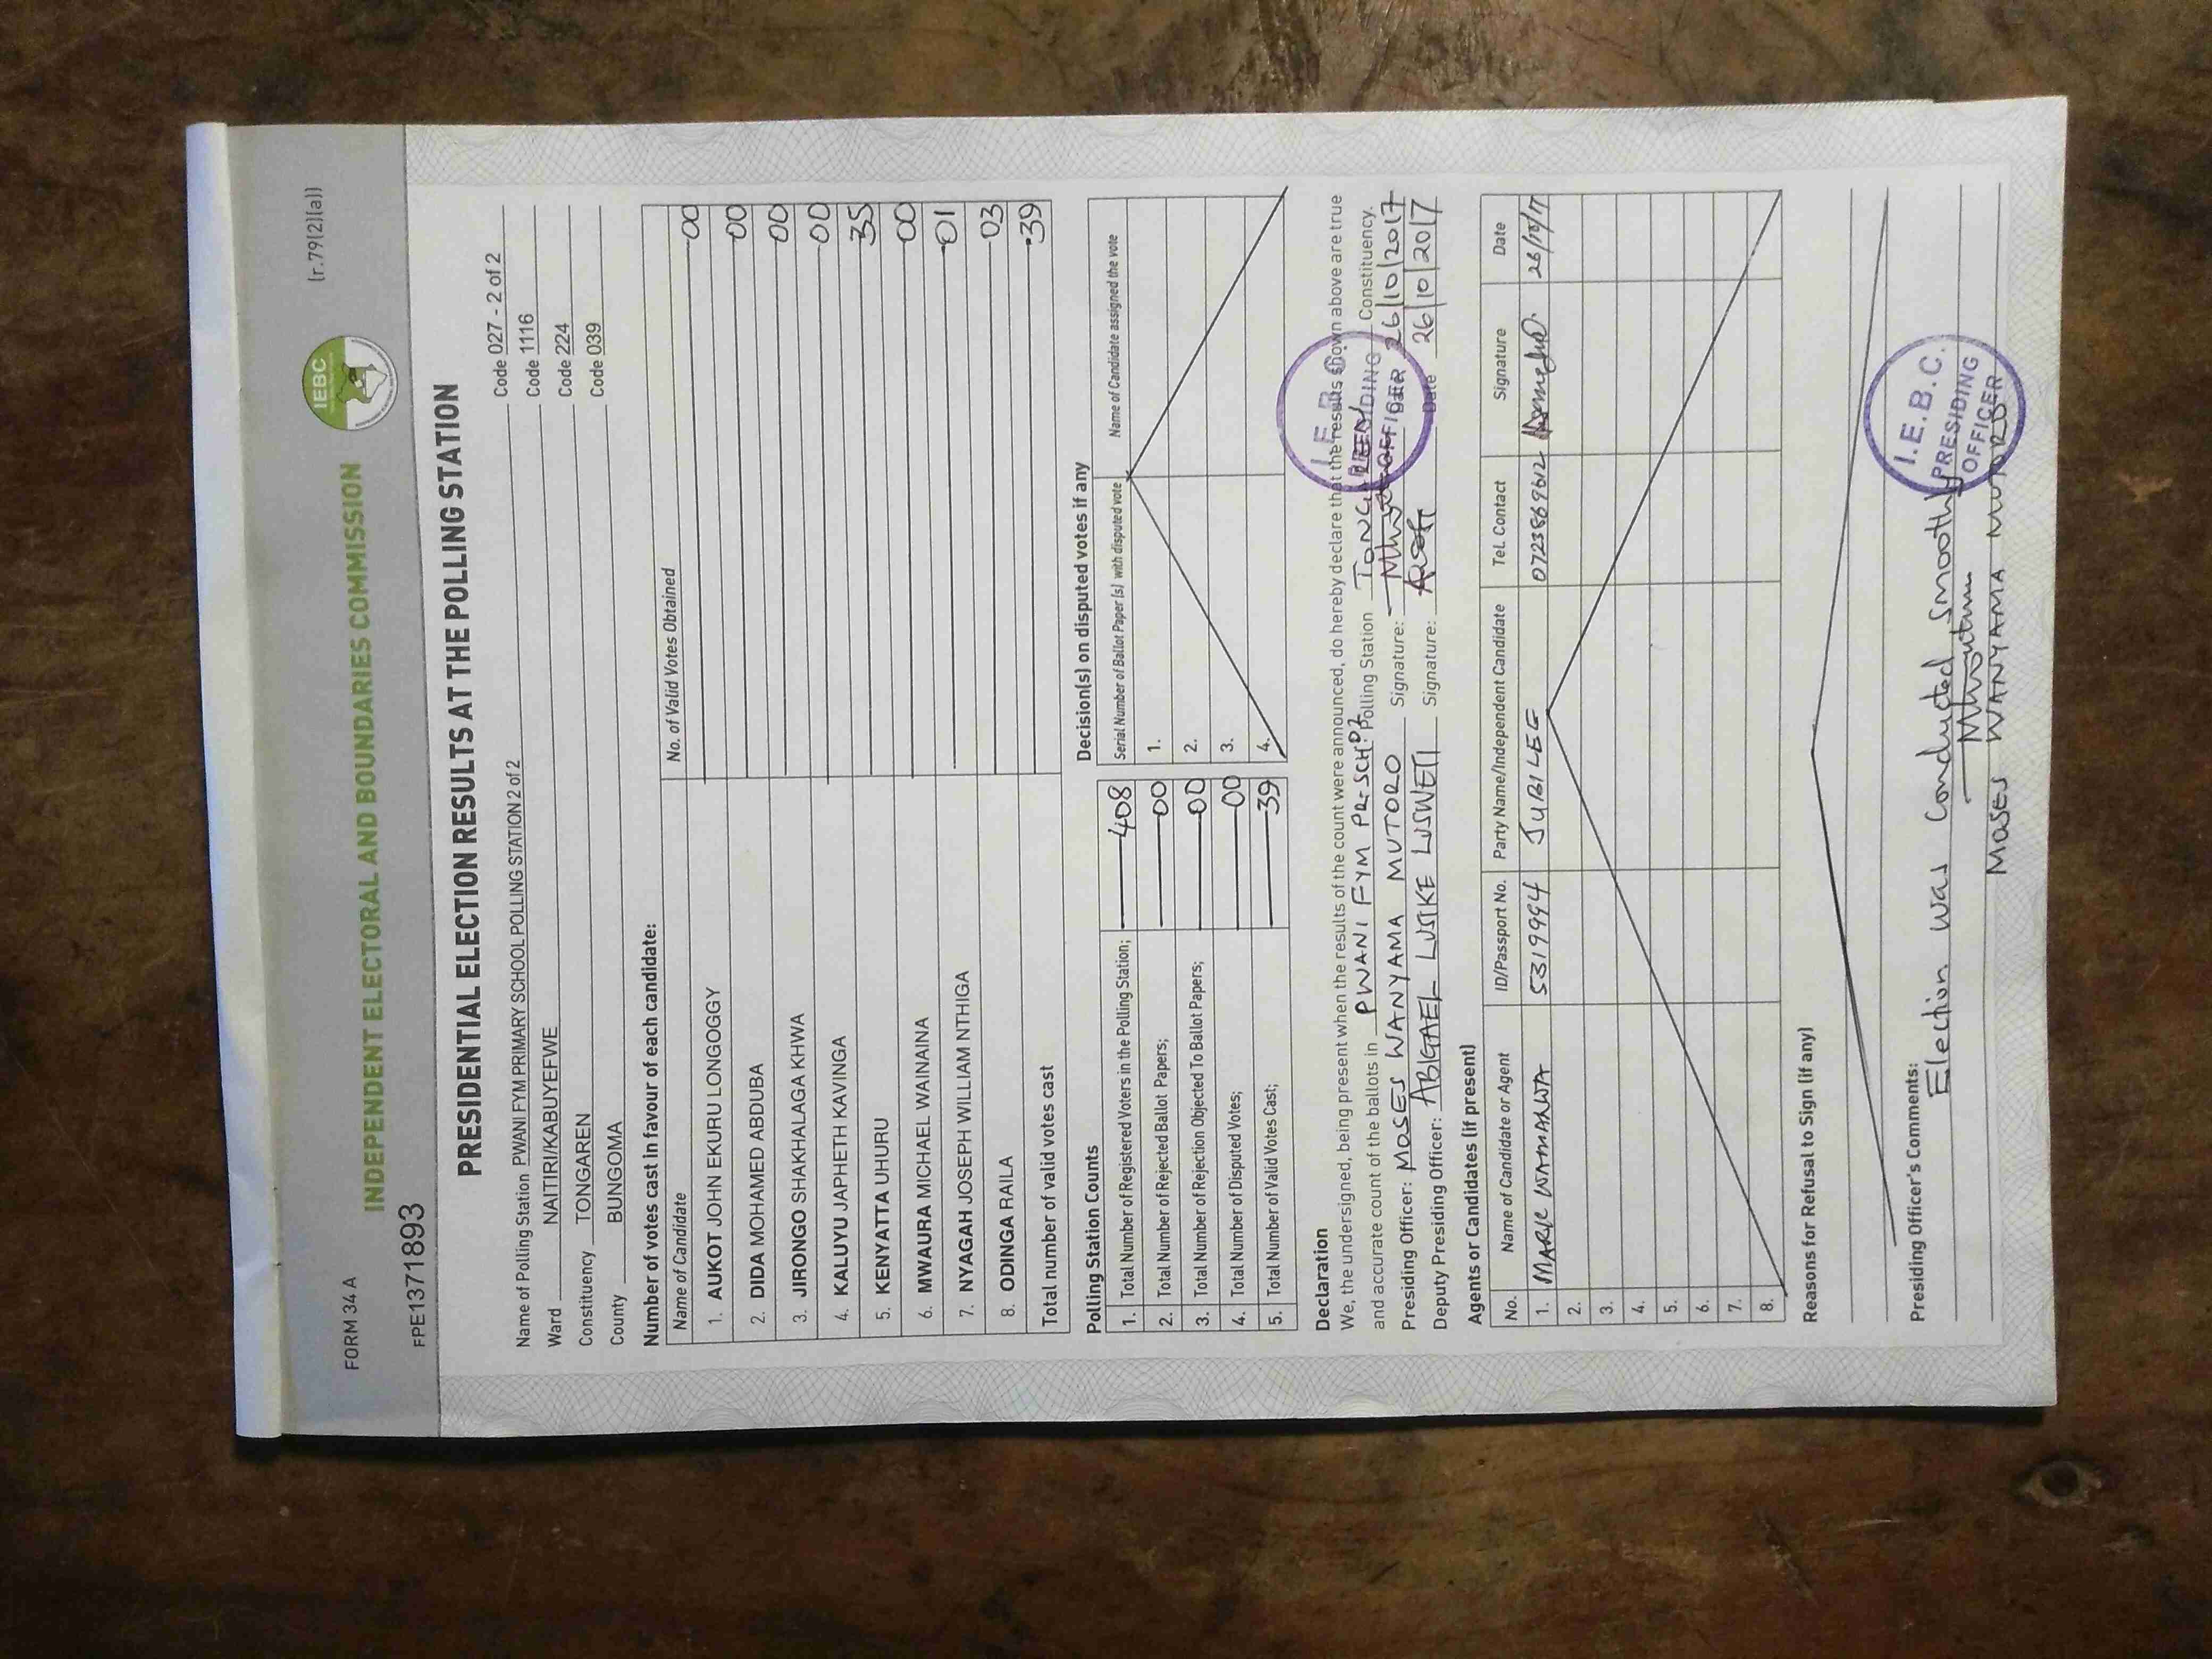 FORM 34 A
(r.79(2)(a))
IEBC
INDEPENDENT ELECTORAL AND BOUNDARIES COMMISSION
FPE1371893
PRESIDENTIAL ELECTION RESULTS AT THE POLLING STATION
Name of Polling Station PWANI FYM PRIMARY SCHOOL POLLING STATION 2 of 2 Code 027 - 2 of 2
Ward NAITIRI/KABUYEFWE Code 1116
Constituency TONGAREN Code 224
County BUNGOMA Code 039
Number of votes cast in favour of each candidate:
Name of Candidate No. of Valid Votes Obtained
1. AUKOT JOHN EKURU LONGOGGY 00
2. DIDA MOHAMED ABDUBA 00
3. JIRONGO SHAKHALAGA KHWA 00
4. KALUYU JAPHETH KAVINGA 00
5. KENYATTA UHURU 35
6. MWAURA MICHAEL WAINAINA 00
7. NYAGAH JOSEPH WILLIAM NTHIGA 01
8. ODINGA RAILA 03
Total number of valid votes cast 39
Polling Station Counts
1. Total Number of Registered Voters in the Polling Station; 408
2. Total Number of Rejected Ballot Papers; 00
3. Total Number of Rejection Objected To Ballot Papers; 00
4. Total Number of Disputed Votes; 00
5. Total Number of Valid Votes Cast; 39
Decision(s) on disputed votes if any
Serial Number of Ballot Paper (s) with disputed vote Name of Candidate assigned the vote
1.
2.
3.
4.
Declaration
We, the undersigned, being present when the results of the count were announced, do hereby declare that the results shown above are true
and accurate count of the ballots in PWANI FYM PR-SCH Polling Station TONGAREN Constituency.
Presiding Officer: MOSES WANYAMA MUTORO Signature: Date 26/10/2017
Deputy Presiding Officer: ABIGAEL LUSIKE LUSWETI Signature: Date 26/10/2017
I.E.B.C.
PRESIDING
OFFICER
Agents or Candidates (if present)
No. Name of Candidate or Agent ID/Passport No. Party Name/Independent Candidate Tel. Contact Signature Date
1. MARK WAMALWA 5319994 JUBILEE 0723869612 26/10/17
2.
3.
4.
5.
6.
7.
8.
Reasons for Refusal to Sign (if any)
Presiding Officer's Comments:
Election was Conducted Smoothly
MOSES WANYAMA MUTORO
I.E.B.C.
PRESIDING
OFFICER